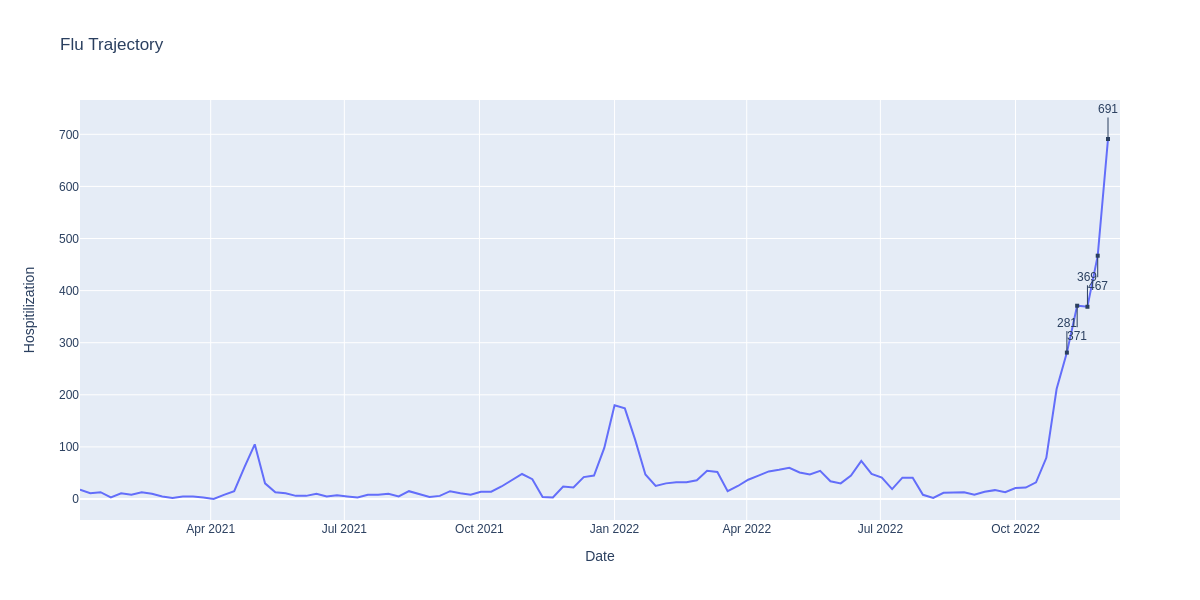 Flu Trajectory
691
700
600
500
369
467
400
281
371
300
200
100
0
Hospitilization
Apr 2021
Jul 2021
Oct 2021
Jan 2022
Apr 2022
Jul 2022
Oct 2022
Date